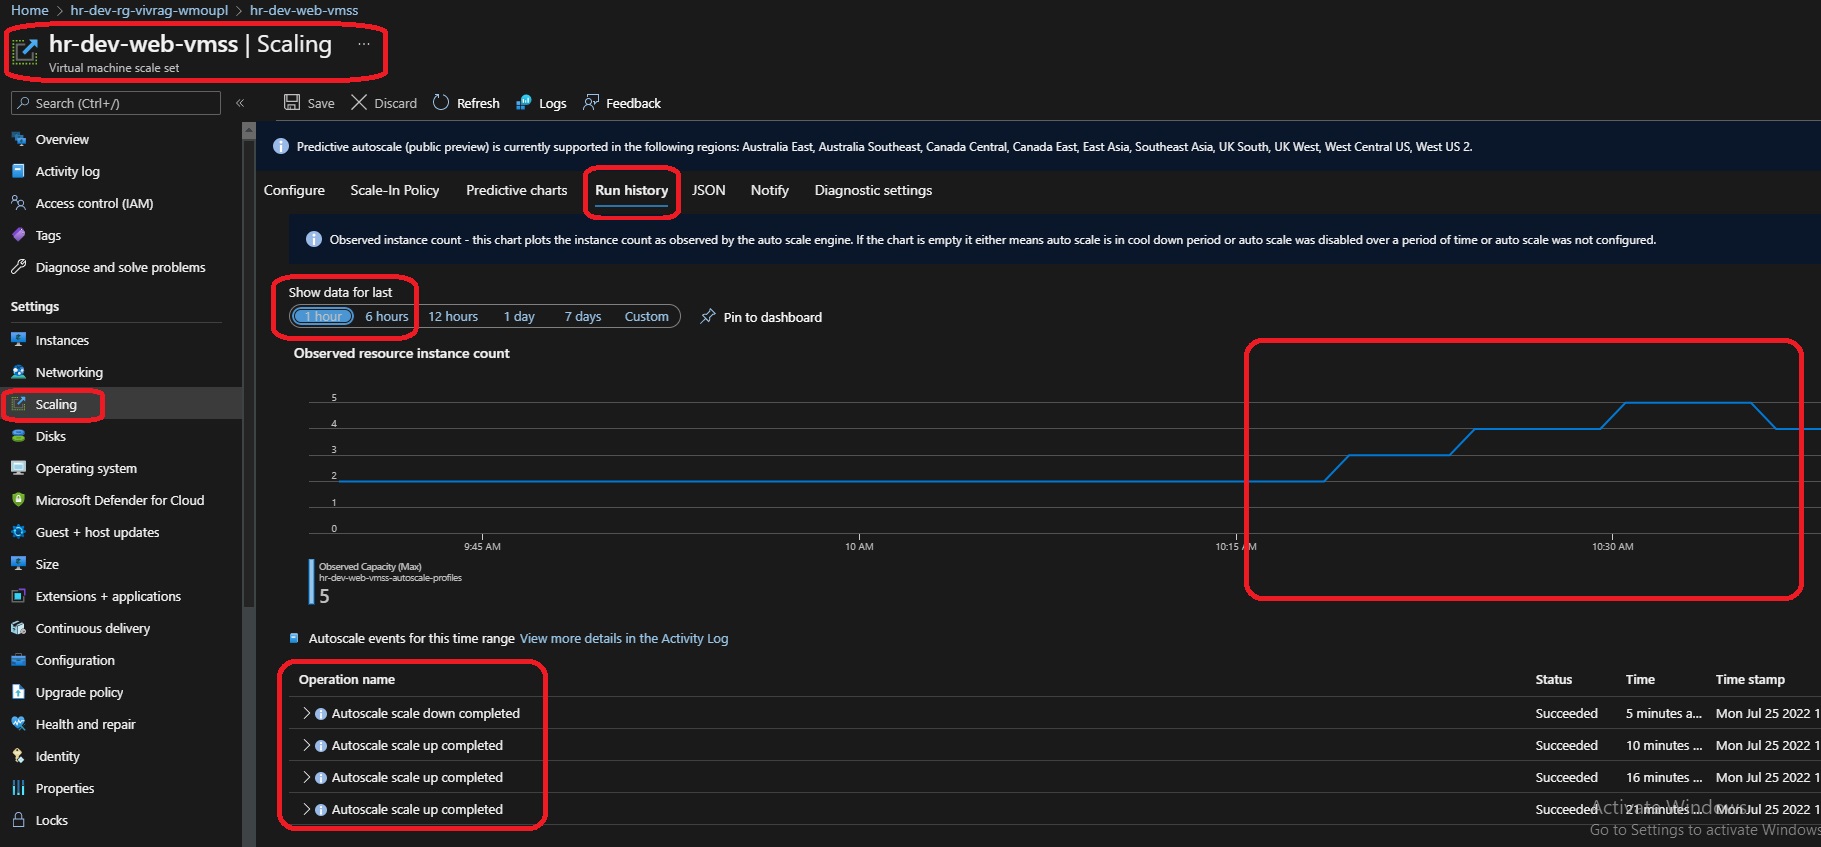 Home > hr-dev-rg-vivrag-wmoupl > hr-dev-web-vmss
hr-dev-web-vmss | Scaling ...
Virtual machine scale set
Search (Ctrl+/) «
Save Discard Refresh Logs Feedback
Predictive autoscale (public preview) is currently supported in the following regions: Australia East, Australia Southeast, Canada Central, Canada East, East Asia, Southeast Asia, UK South, UK West, West Central US, West US 2.
Overview
Activity log
Access control (IAM)
Tags
Diagnose and solve problems
Settings
Instances
Networking
Scaling
Disks
Operating system
Microsoft Defender for Cloud
Guest + host updates
Size
Extensions + applications
Continuous delivery
Configuration
Upgrade policy
Health and repair
Identity
Properties
Locks
Configure Scale-In Policy Predictive charts Run history JSON Notify Diagnostic settings
Observed instance count - this chart plots the instance count as observed by the auto scale engine. If the chart is empty it either means auto scale is in cool down period or auto scale was disabled over a period of time or auto scale was not configured.
Show data for last
1 hour 6 hours 12 hours 1 day 7 days Custom Pin to dashboard
Observed resource instance count
5
4
3
2
1
0
9:45 AM 10 AM 10:15 AM 10:30 AM
Observed Capacity (Max)
hr-dev-web-vmss-autoscale-profiles
5
Autoscale events for this time range View more details in the Activity Log
Operation name Status Time Time stamp
Autoscale scale down completed Succeeded 5 minutes a... Mon Jul 25 2022 1
Autoscale scale up completed Succeeded 10 minutes ... Mon Jul 25 2022 1
Autoscale scale up completed Succeeded 16 minutes ... Mon Jul 25 2022 1
Autoscale scale up completed Succeeded 21 minutes ... Mon Jul 25 2022 1
Activate Windows
Go to Settings to activate Windows